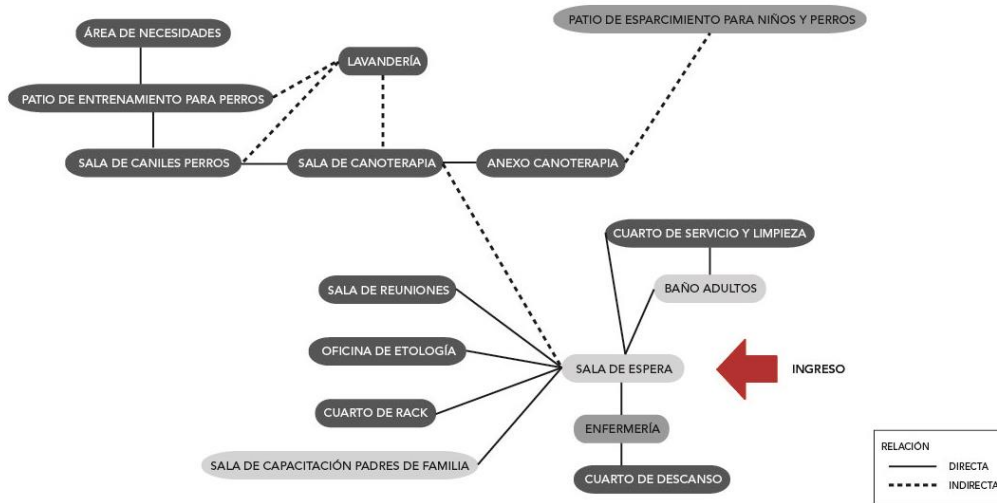 PATIO DE ESPARCIMIENTO PARA NIÑOS Y PERROS
ÁREA DE NECESIDADES
LAVANDERÍA
PATIO DE ENTRENAMIENTO PARA PERROS
SALA DE CANILES PERROS
SALA DE CANOTERAPIA
ANEXO CANOTERAPIA
CUARTO DE SERVICIO Y LIMPIEZA
SALA DE REUNIONES
BAÑO ADULTOS
OFICINA DE ETOLOGÍA
SALA DE ESPERA
INGRESO
CUARTO DE RACK
ENFERMERÍA
SALA DE CAPACITACIÓN PADRES DE FAMILIA
CUARTO DE DESCANSO
RELACIÓN
DIRECTA
INDIRECTA